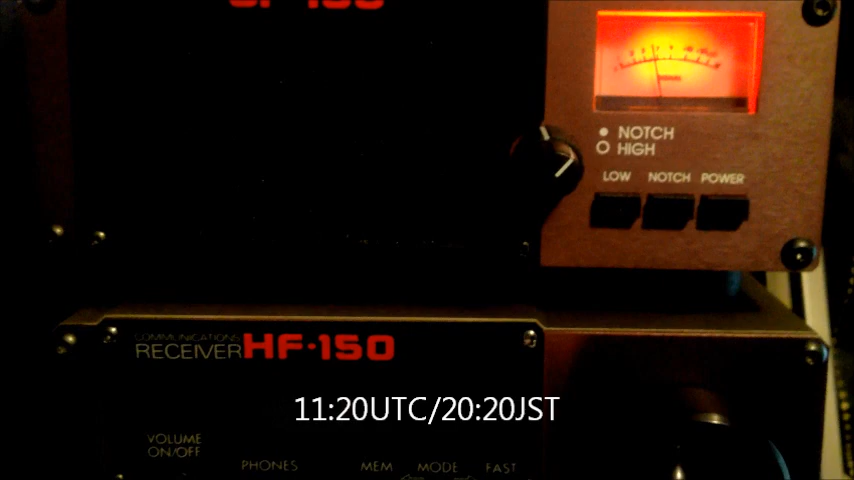 NOTCH
HIGH
LOW NOTCH POWER
COMMUNICATIONS
RECEIVER HF-150
11:20UTC/20:20JST
VOLUME
ON/OFF
PHONES MEM MODE FAST